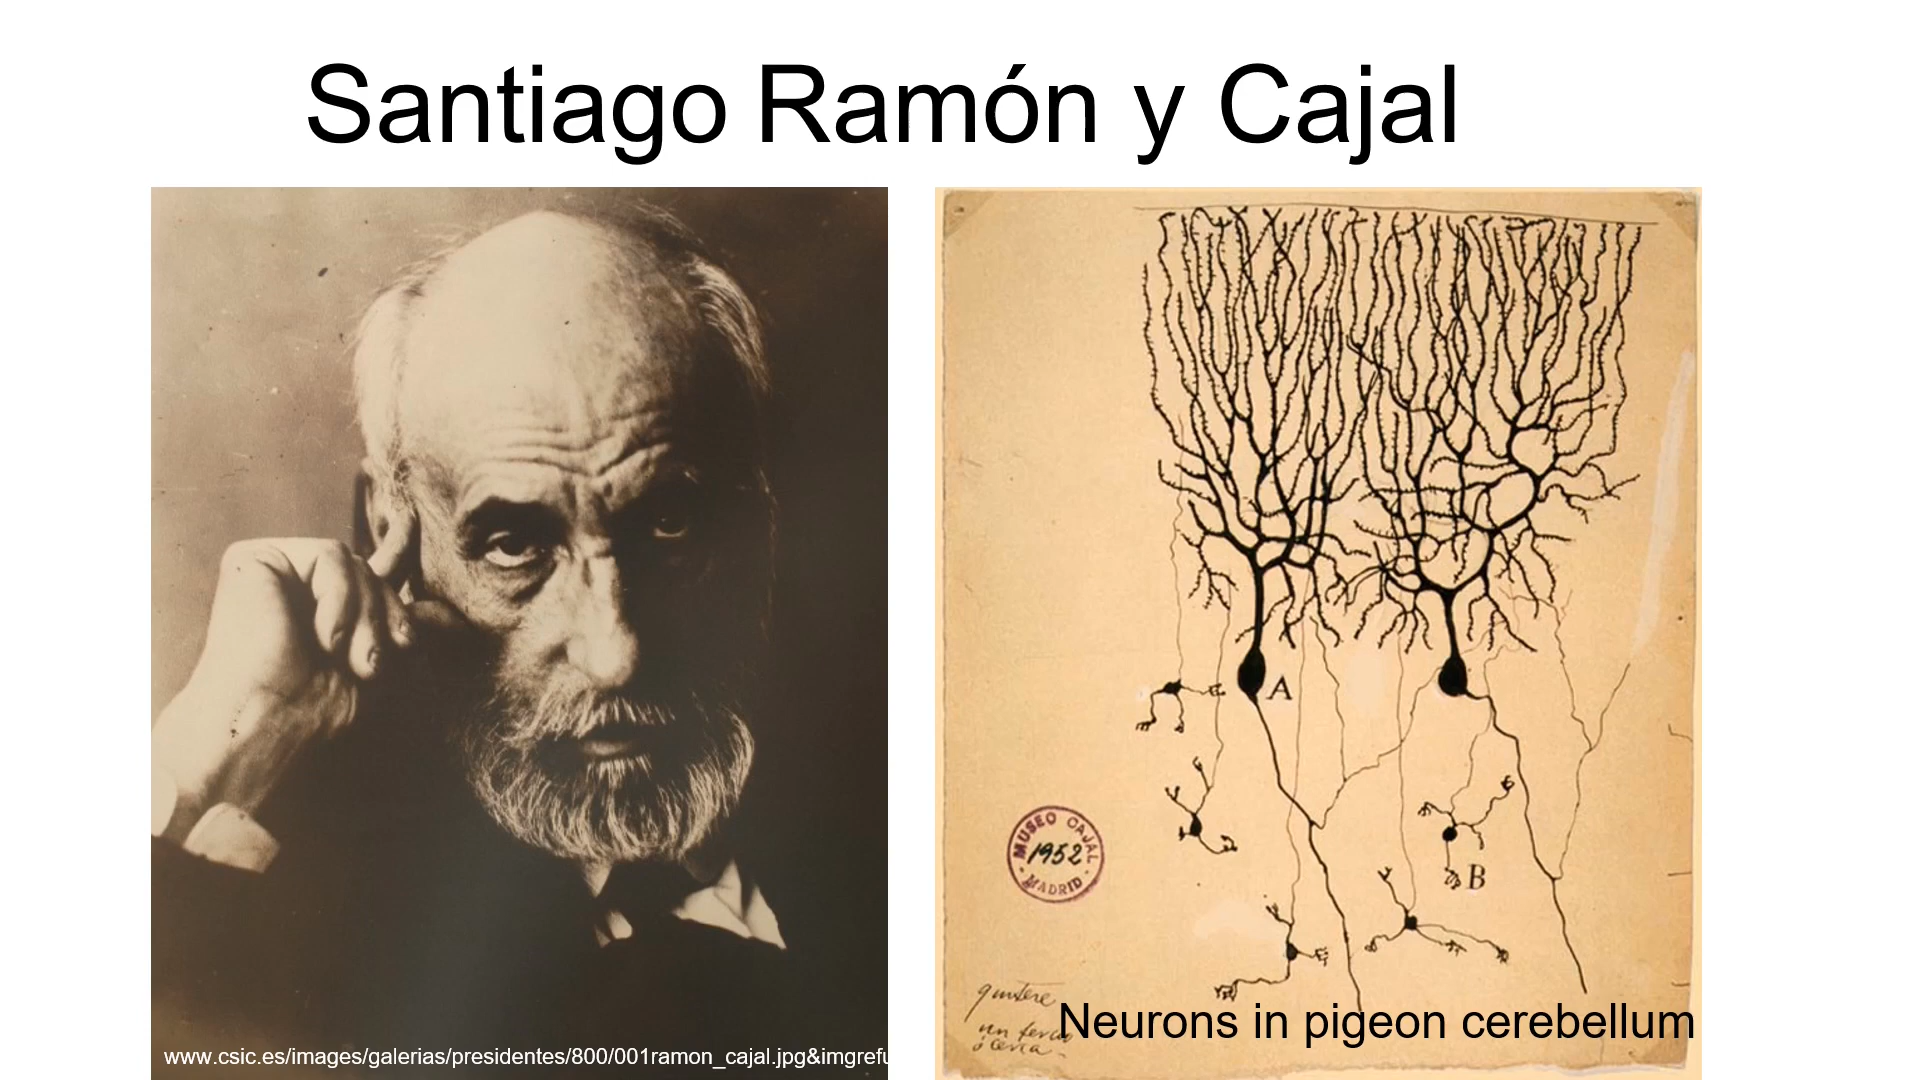 Santiago Ramón y Cajal
www.csic.es/images/galerias/presidentes/800/001ramon_cajal.jpg&imgrefu
A
B
MUSEO CAJAL
1952
MADRID
Neurons in pigeon cerebellum